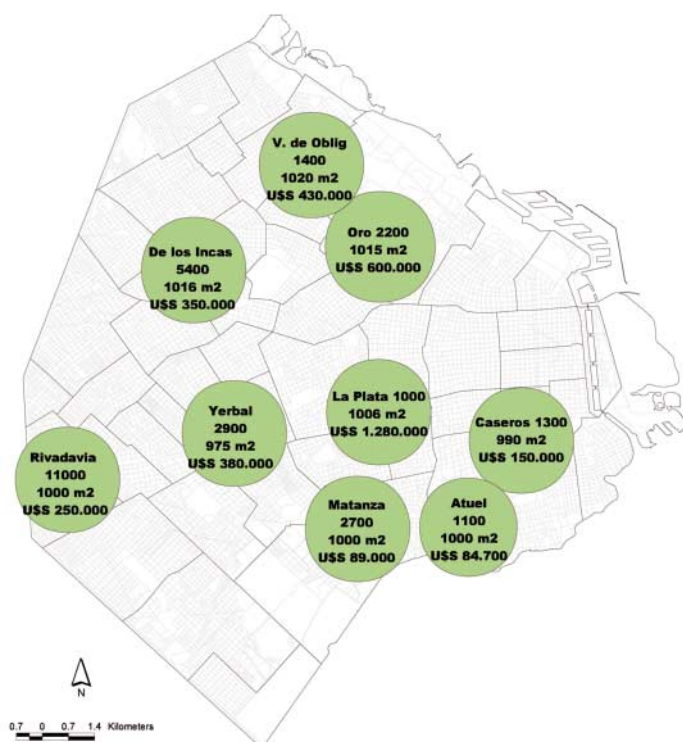 V. de Oblig
1400
1020 m2
U$S 430.000
Oro 2200
1015 m2
U$S 600.000
De los Incas
5400
1016 m2
U$S 350.000
La Plata 1000
1006 m2
U$S 1.280.000
Yerbal
2900
975 m2
U$S 380.000
Caseros 1300
990 m2
U$S 150.000
Rivadavia
11000
1000 m2
U$S 250.000
Matanza
2700
1000 m2
U$S 89.000
Atuel
1100
1000 m2
U$S 84.700
N
0.7 0 0.7 1.4 Kilometers